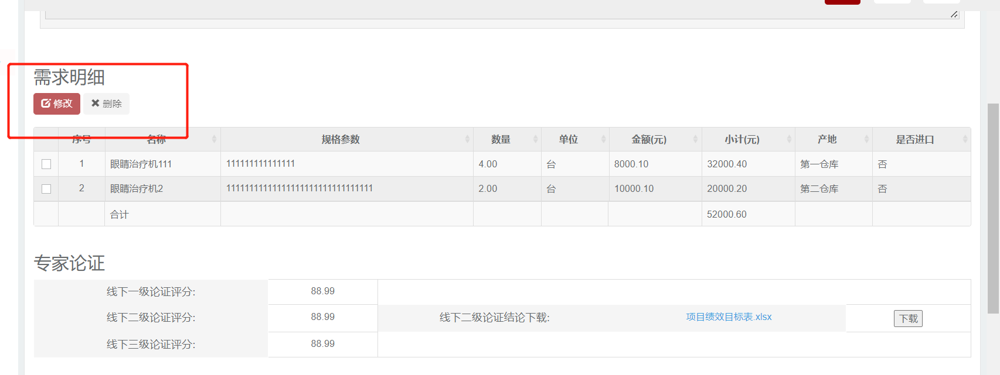 需求明细
修改 删除
序号 名称 规格参数 数量 单位 金额(元) 小计(元) 产地 是否进口
1 眼睛治疗机111 111111111111111 4.00 台 8000.10 32000.40 第一仓库 否
2 眼睛治疗机2 11111111111111111111111111111111 2.00 台 10000.10 20000.20 第二仓库 否
合计 52000.60
专家论证
线下一级论证评分: 88.99
线下二级论证评分: 88.99 线下二级论证结论下载: 项目绩效目标表.xlsx 下载
线下三级论证评分: 88.99